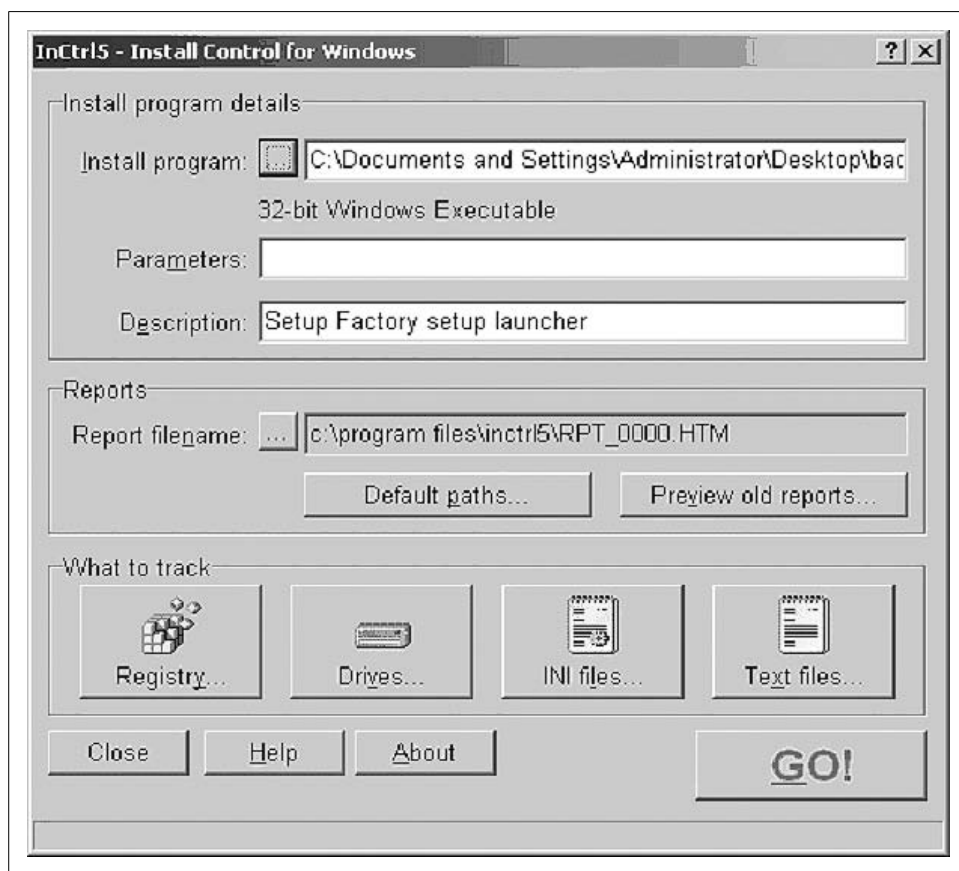 InCtrl5 - Install Control for Windows
Install program details
Install program: ... C:\Documents and Settings\Administrator\Desktop\bac
32-bit Windows Executable
Parameters:
Description: Setup Factory setup launcher
Reports
Report filename: ... c:\program files\inctrl5\RPT_0000.HTM
Default paths... Preview old reports...
What to track
Registry... Drives... INI files... Text files...
Close Help About GO!